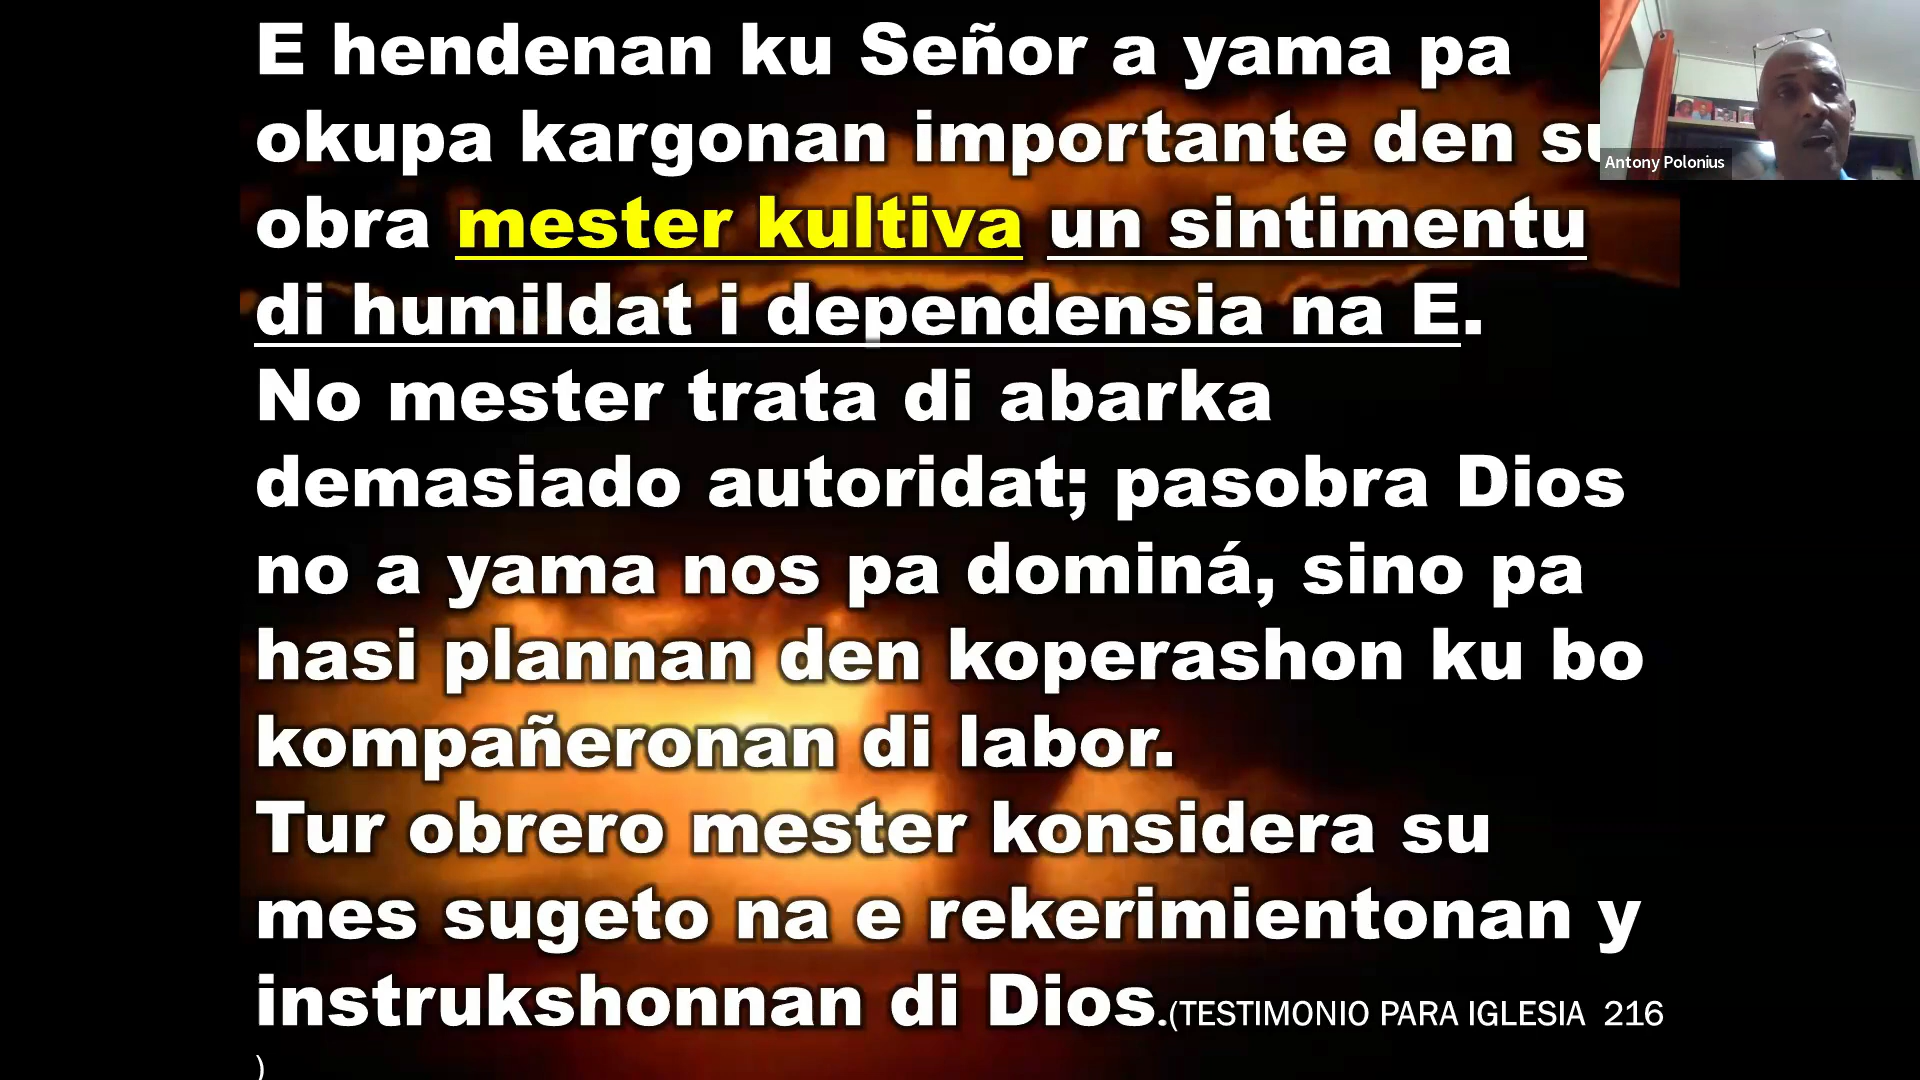 E hendenan ku Señor a yama pa
okupa kargonan importante den su
obra mester kultiva un sintimentu
di humildat i dependensia na E.
No mester trata di abarka
demasiado autoridat; pasobra Dios
no a yama nos pa dominá, sino pa
hasi plannan den koperashon ku bo
kompañeronan di labor.
Tur obrero mester konsidera su
mes sugeto na e rekerimientonan y
instrukshonnan di Dios.(TESTIMONIO PARA IGLESIA 216
)
Antony Polonius